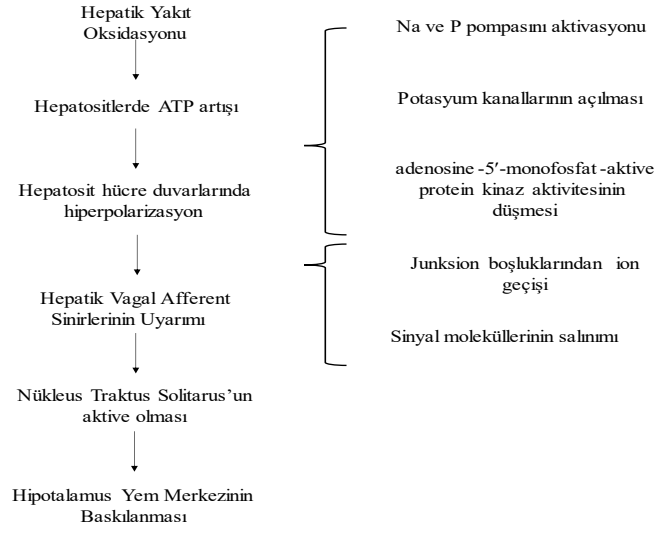 Hepatik Yakıt
Oksidasyonu
Hepatositlerde ATP artışı
Hepatosit hücre duvarlarında
hiperpolarizasyon
Hepatik Vagal Afferent
Sinirlerinin Uyarımı
Nükleus Traktus Solitarus’un
aktive olması
Hipotalamus Yem Merkezinin
Baskılanması
Na ve P pompasını aktivasyonu
Potasyum kanallarının açılması
adenosine -5′-monofosfat -aktive
protein kinaz aktivitesinin
düşmesi
Junksion boşluklarından ion
geçişi
Sinyal moleküllerinin salınımı